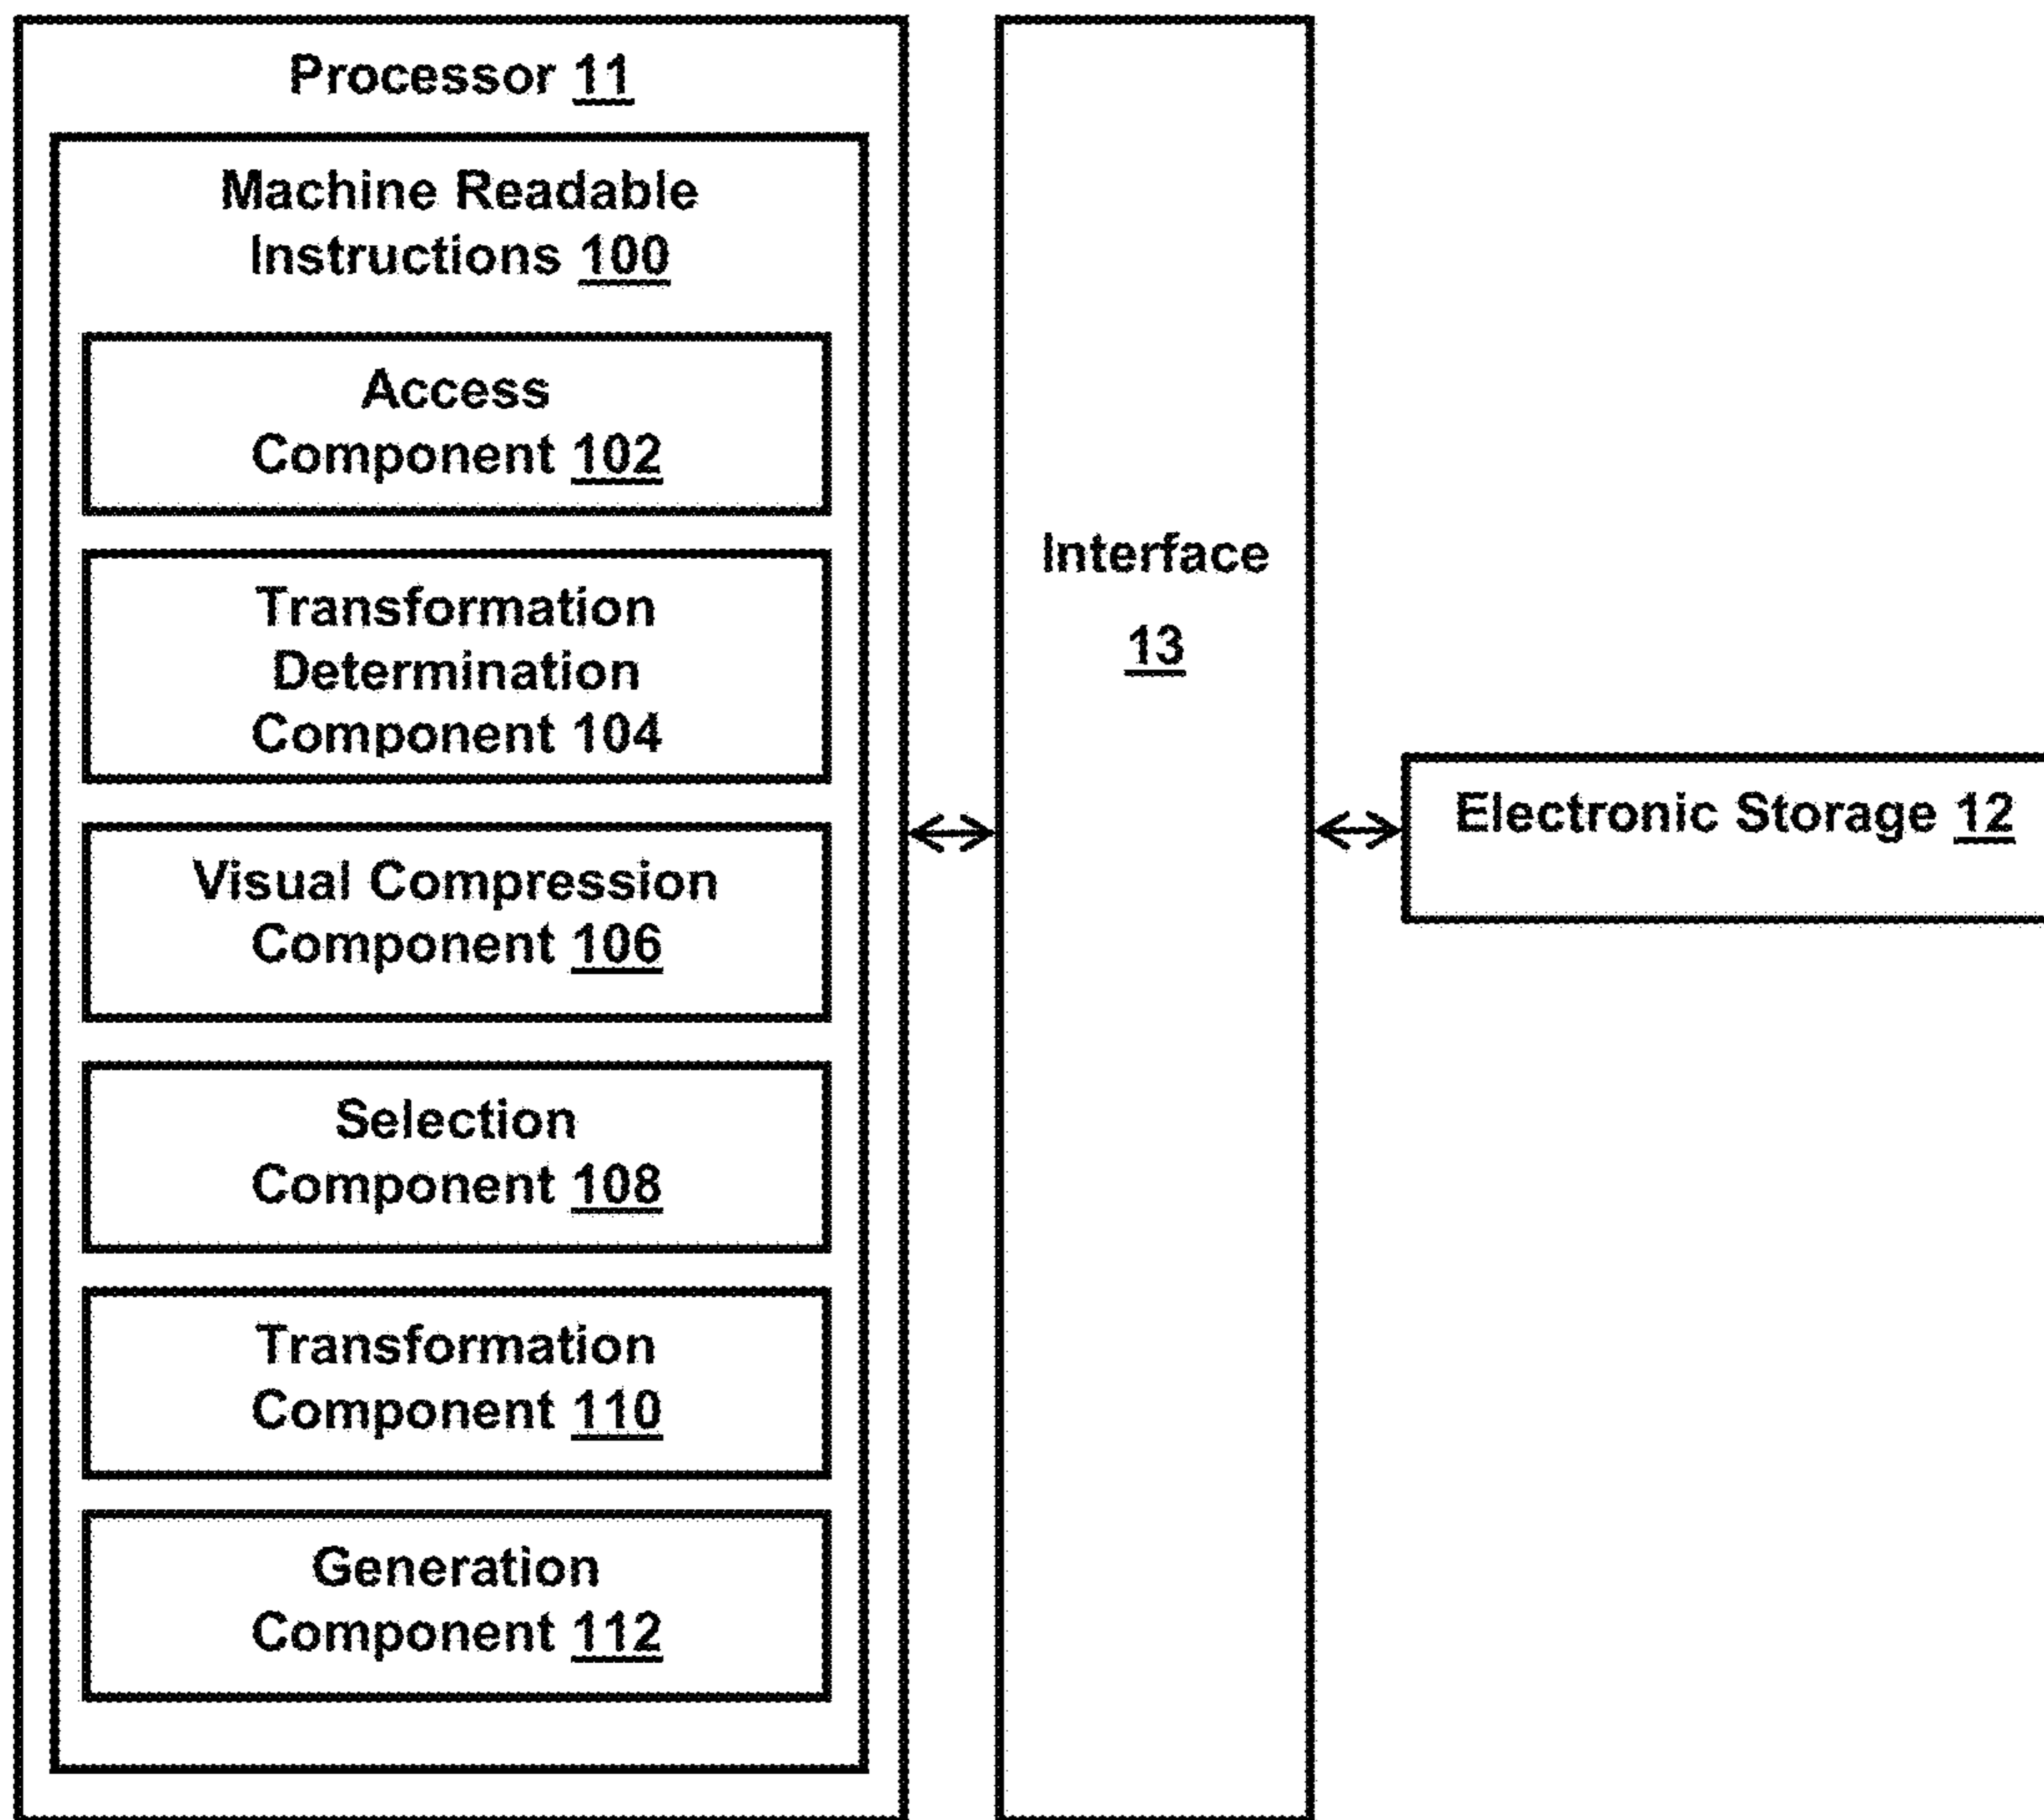 Processor 11
Machine Readable
Instructions 100
Access
Component 102
Transformation
Determination
Component 104
Visual Compression
Component 106
Selection
Component 108
Transformation
Component 110
Generation
Component 112
Interface
13
Electronic Storage 12